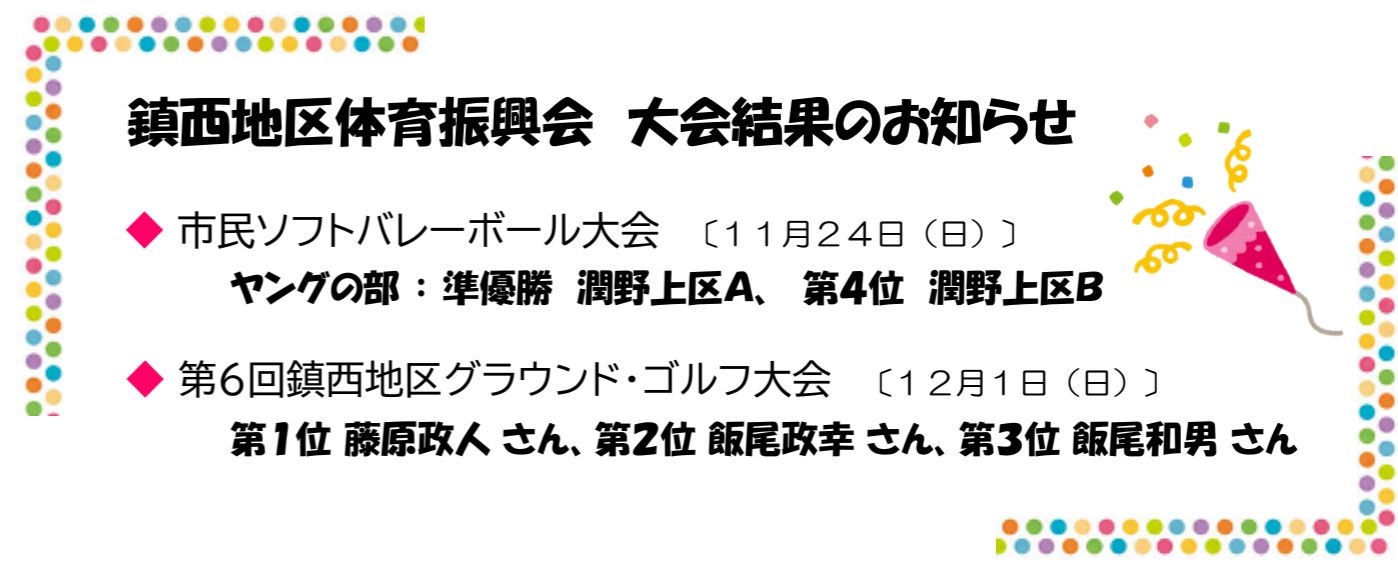 鎮西地区体育振興会　大会結果のお知らせ
◆ 市民ソフトバレーボール大会　〔１１月２４日（日）〕
ヤングの部：準優勝　潤野上区A、 第4位　潤野上区B
◆ 第6回鎮西地区グラウンド・ゴルフ大会　〔１２月１日（日）〕
第1位 藤原政人 さん、第2位 飯尾政幸 さん、第3位 飯尾和男 さん